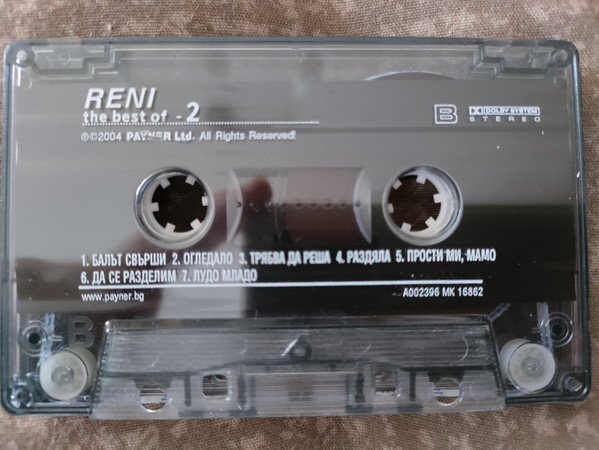 RENI
the best of - 2
℗©2004 PAYNER Ltd. All Rights Reserved!
B DOLBY SYSTEM
STEREO
1. БАЛЪТ СВЪРШИ 2. ОГЛЕДАЛО 3. ТРЯБВА ДА РЕША 4. РАЗДЯЛА 5. ПРОСТИ МИ, МАМО
6. ДА СЕ РАЗДЕЛИМ 7. ЛУДО МЛАДО
www.payner.bg A002396 MK 16862
B